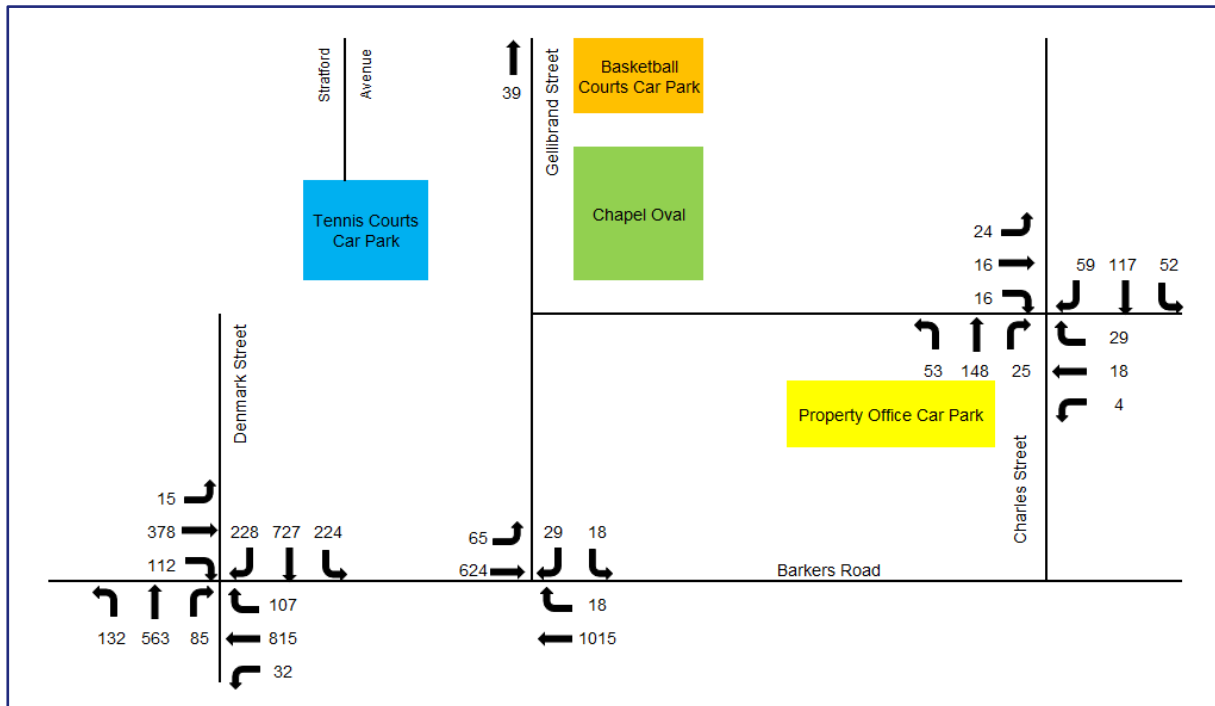 Stratford
Avenue
39
Gellibrand Street
Basketball
Courts Car Park
Tennis Courts
Car Park
Chapel Oval
24
16
16
59 117 52
53 148 25
29
18
4
Property Office Car Park
Charles Street
Denmark Street
15
378
112
228 727 224
132 563 85
107
815
32
65
624
29 18
18
1015
Barkers Road